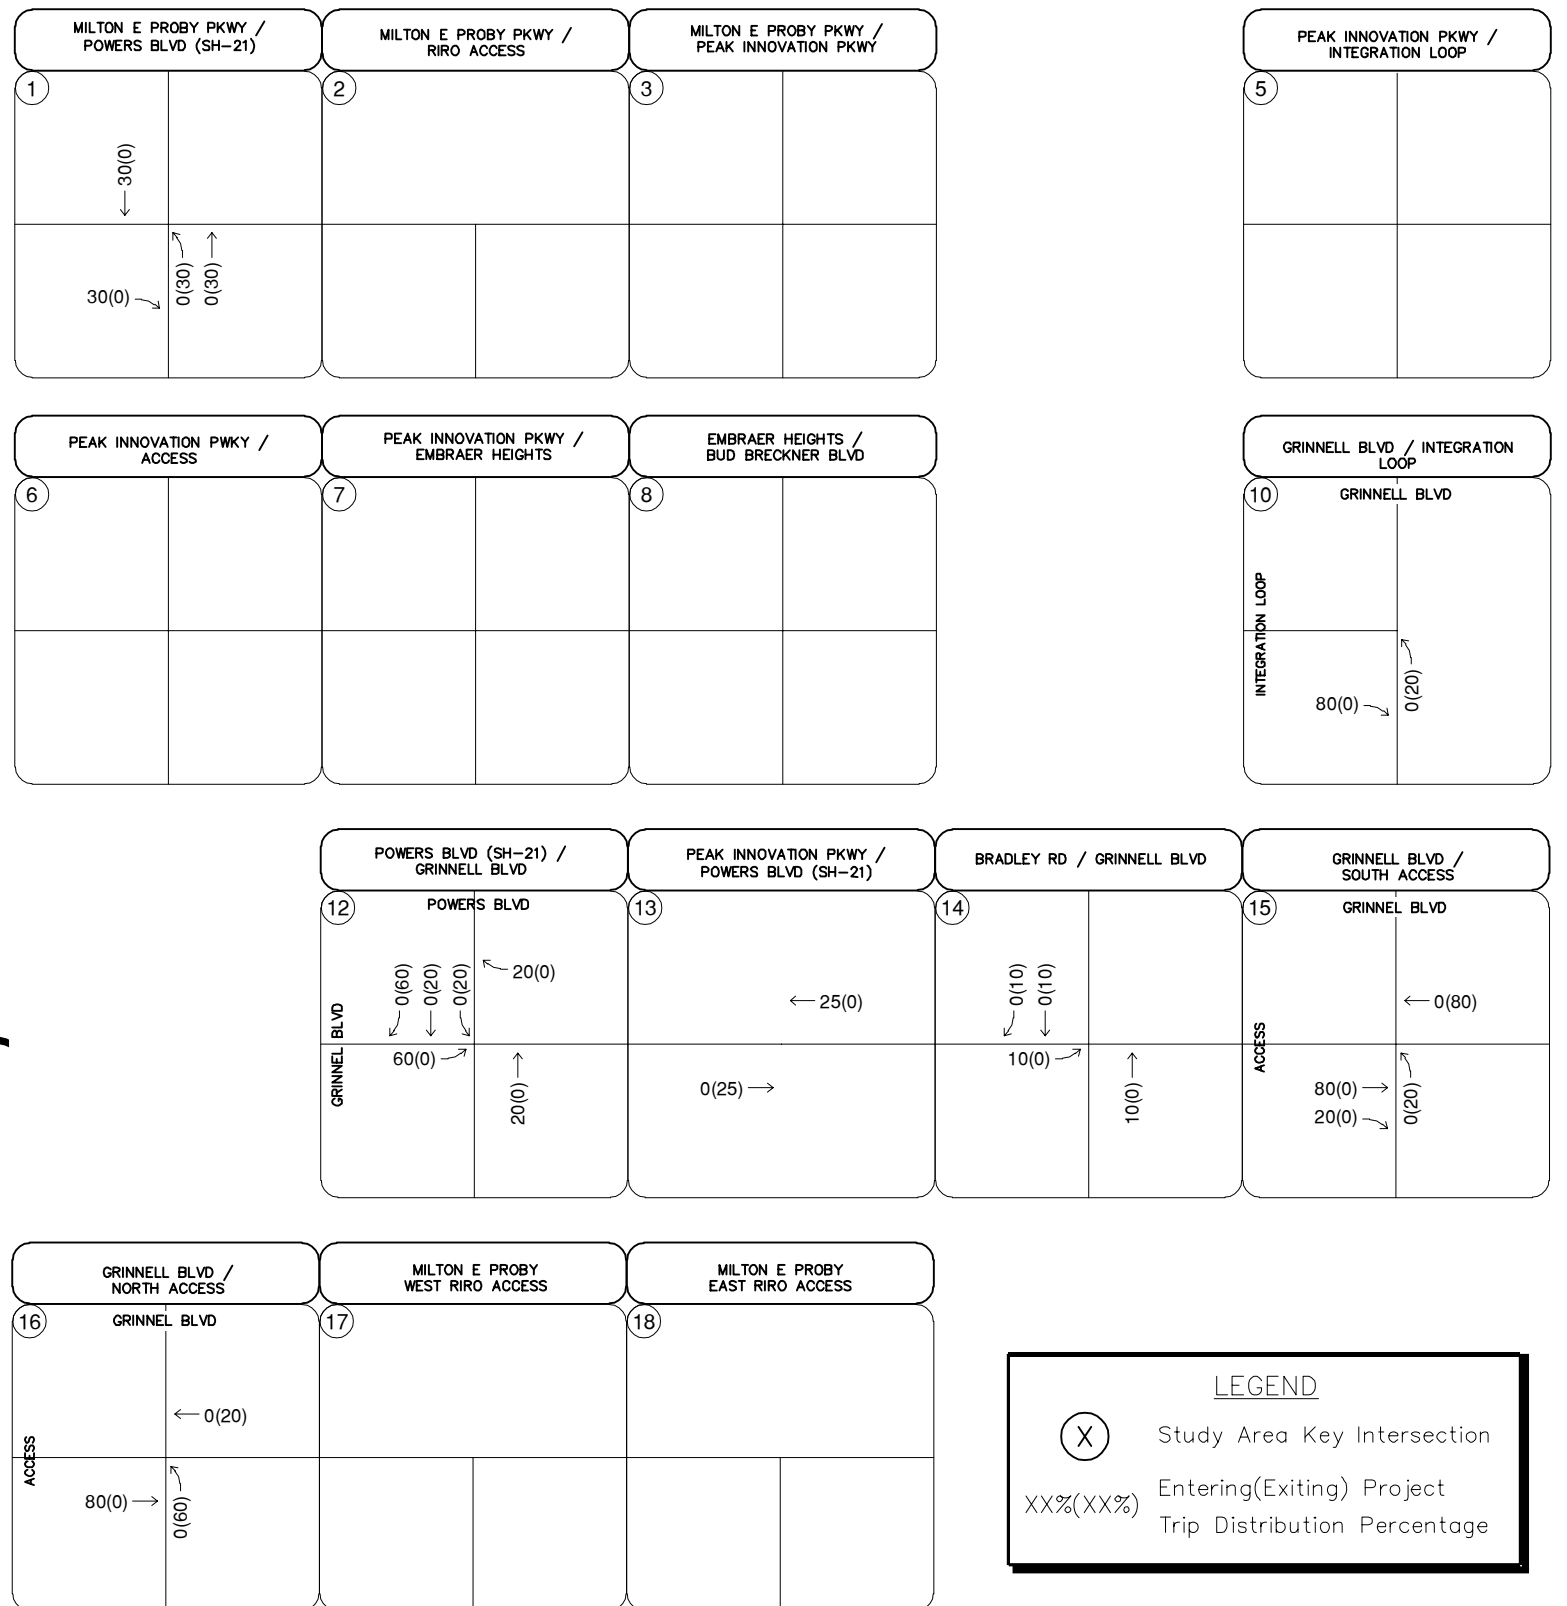 MILTON E PROBY PKWY /
POWERS BLVD (SH-21)
MILTON E PROBY PKWY /
RIRO ACCESS
MILTON E PROBY PKWY /
PEAK INNOVATION PKWY
PEAK INNOVATION PKWY /
INTEGRATION LOOP
1
2
3
5
30(0)
30(0)
0(30)
0(30)
PEAK INNOVATION PWKY /
ACCESS
PEAK INNOVATION PKWY /
EMBRAER HEIGHTS
EMBRAER HEIGHTS /
BUD BRECKNER BLVD
GRINNELL BLVD / INTEGRATION
LOOP
6
7
8
10
GRINNELL BLVD
INTEGRATION LOOP
80(0)
0(20)
POWERS BLVD (SH-21) /
GRINNELL BLVD
PEAK INNOVATION PKWY /
POWERS BLVD (SH-21)
BRADLEY RD / GRINNELL BLVD
GRINNELL BLVD /
SOUTH ACCESS
12
POWERS BLVD
GRINNEL BLVD
0(60)
0(20)
0(20)
20(0)
60(0)
20(0)
13
25(0)
0(25)
14
0(10)
0(10)
10(0)
10(0)
15
GRINNEL BLVD
ACCESS
0(80)
80(0)
20(0)
0(20)
GRINNELL BLVD /
NORTH ACCESS
MILTON E PROBY
WEST RIRO ACCESS
MILTON E PROBY
EAST RIRO ACCESS
16
GRINNEL BLVD
ACCESS
0(20)
80(0)
0(60)
17
18
LEGEND
X Study Area Key Intersection
XX%(XX%) Entering(Exiting) Project
Trip Distribution Percentage